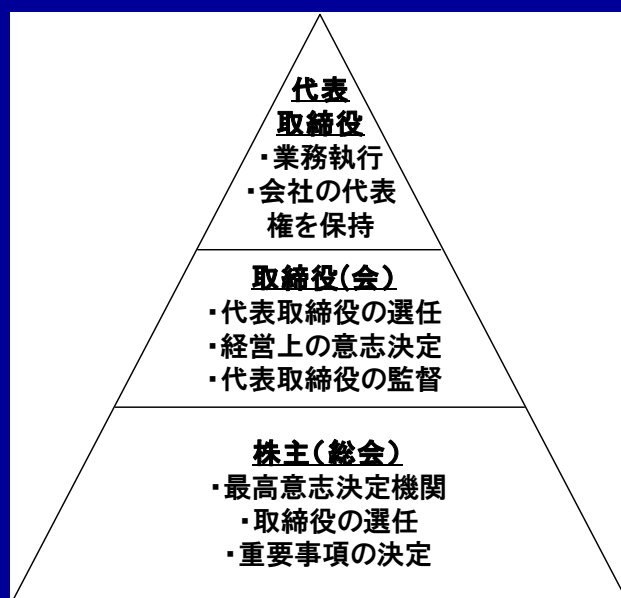 代表
取締役
・業務執行
・会社の代表
権を保持
取締役(会)
・代表取締役の選任
・経営上の意志決定
・代表取締役の監督
株主(総会)
・最高意志決定機関
・取締役の選任
・重要事項の決定